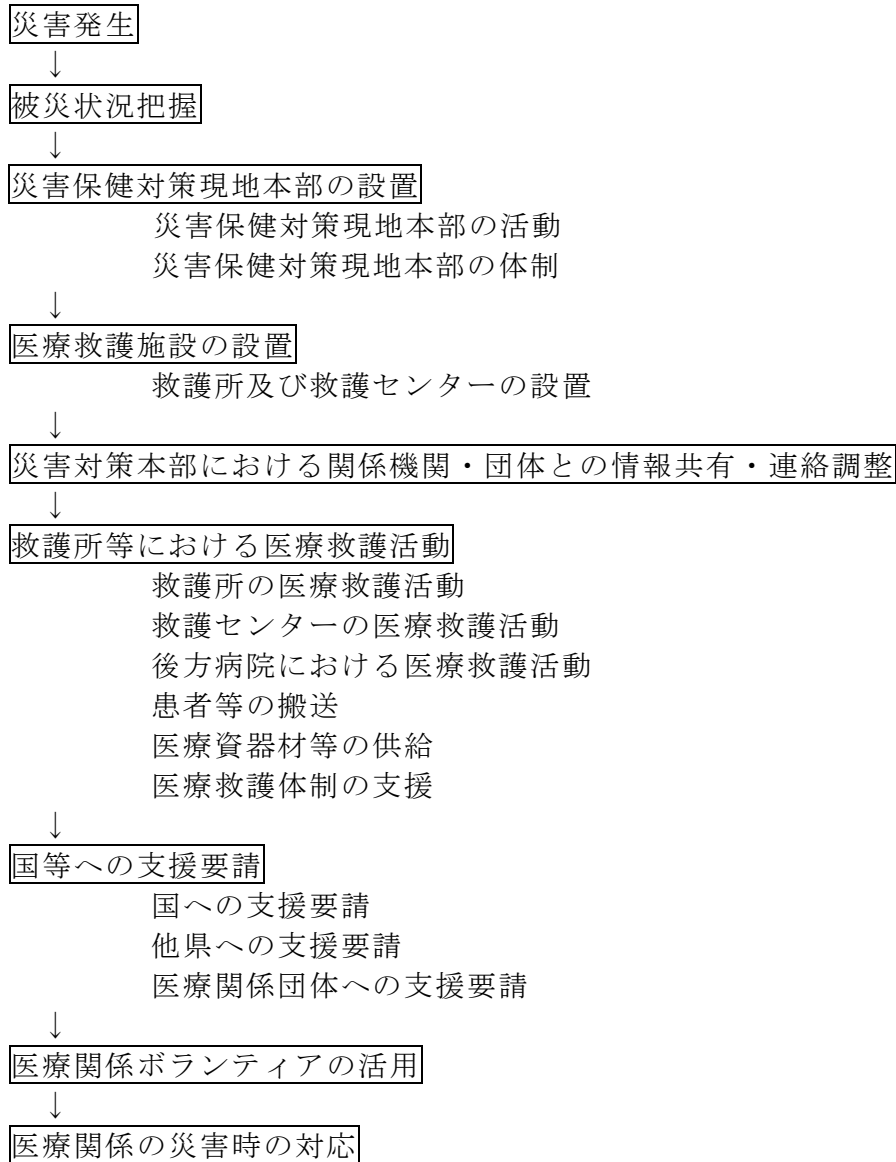 災害発生
↓
被災状況把握
↓
災害保健対策現地本部の設置
災害保健対策現地本部の活動
災害保健対策現地本部の体制
↓
医療救護施設の設置
救護所及び救護センターの設置
↓
災害対策本部における関係機関・団体との情報共有・連絡調整
↓
救護所等における医療救護活動
救護所の医療救護活動
救護センターの医療救護活動
後方病院における医療救護活動
患者等の搬送
医療資器材等の供給
医療救護体制の支援
↓
国等への支援要請
国への支援要請
他県への支援要請
医療関係団体への支援要請
↓
医療関係ボランティアの活用
↓
医療関係の災害時の対応